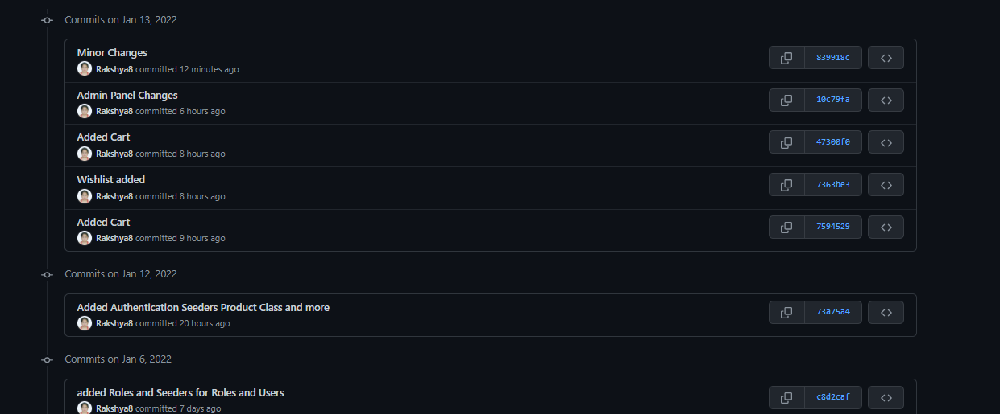 Commits on Jan 13, 2022
Minor Changes
Rakshya8 committed 12 minutes ago
839918c
Admin Panel Changes
Rakshya8 committed 6 hours ago
10c79fa
Added Cart
Rakshya8 committed 8 hours ago
47300f0
Wishlist added
Rakshya8 committed 8 hours ago
7363be3
Added Cart
Rakshya8 committed 9 hours ago
7594529
Commits on Jan 12, 2022
Added Authentication Seeders Product Class and more
Rakshya8 committed 20 hours ago
73a75a4
Commits on Jan 6, 2022
added Roles and Seeders for Roles and Users
Rakshya8 committed 7 days ago
c8d2caf